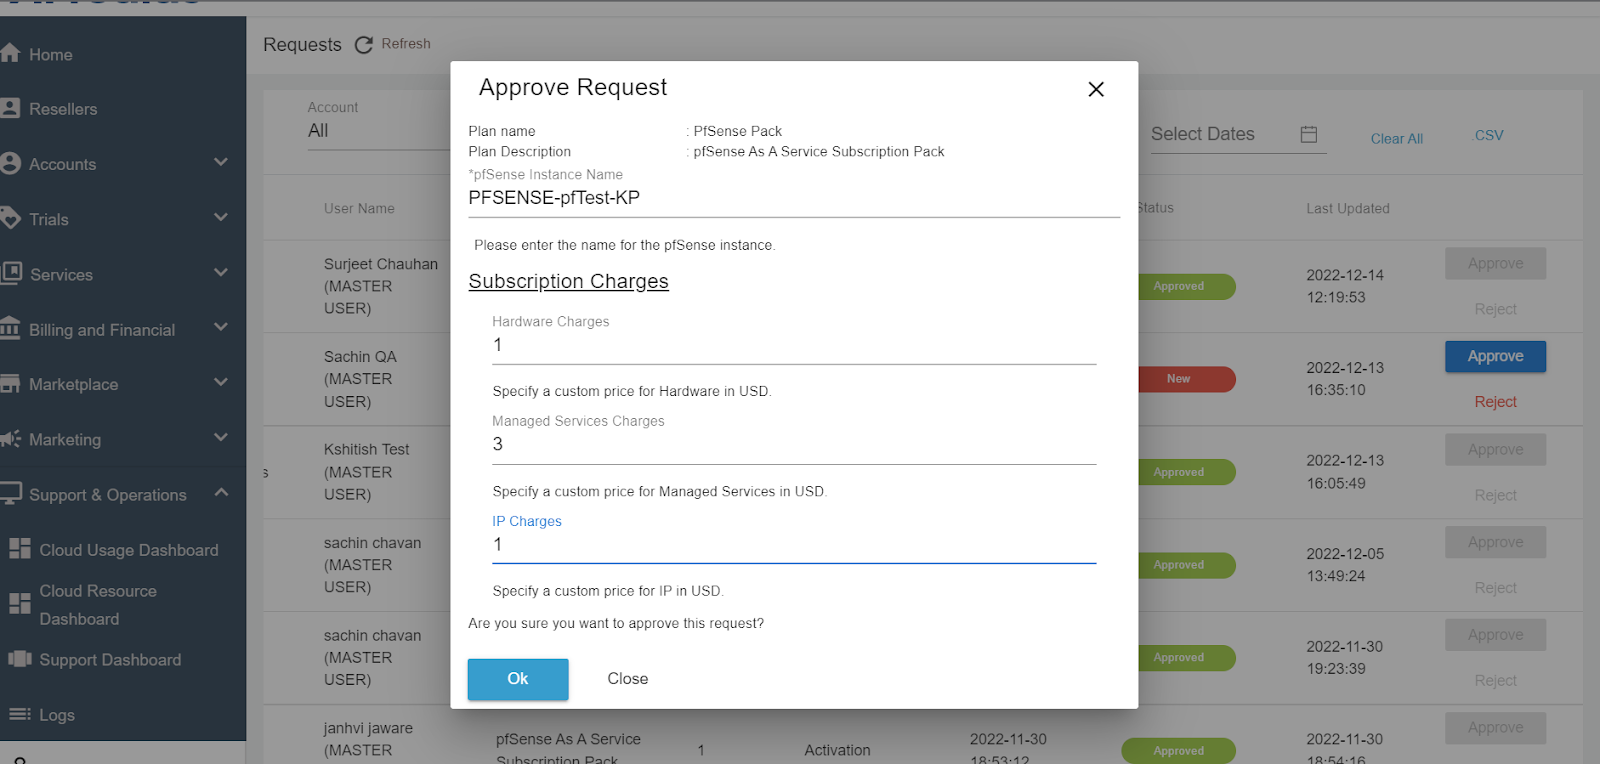 Home
Resellers
Accounts
Trials
Services
Billing and Financial
Marketplace
Marketing
Support & Operations
Cloud Usage Dashboard
Cloud Resource
Dashboard
Support Dashboard
Logs
Requests Refresh
Account
All
Select Dates
Clear All
CSV
User Name
Status
Last Updated
Surjeet Chauhan
(MASTER
USER)
Approved
2022-12-14
12:19:53
Approve
Reject
Sachin QA
(MASTER
USER)
New
2022-12-13
16:35:10
Approve
Reject
s
Kshitish Test
(MASTER
USER)
Approved
2022-12-13
16:05:49
Approve
Reject
sachin chavan
(MASTER
USER)
Approved
2022-12-05
13:49:24
Approve
Reject
sachin chavan
(MASTER
USER)
Approved
2022-11-30
19:23:39
Approve
Reject
janhvi jaware
(MASTER
pfSense As A Service
Subscription Pack
1
Activation
2022-11-30
18:53:12
Approved
2022-11-30
18:54:16
Approve
Approve Request
Plan name : PfSense Pack
Plan Description : pfSense As A Service Subscription Pack
*pfSense Instance Name
PFSENSE-pfTest-KP
Please enter the name for the pfSense instance.
Subscription Charges
Hardware Charges
1
Specify a custom price for Hardware in USD.
Managed Services Charges
3
Specify a custom price for Managed Services in USD.
IP Charges
1
Specify a custom price for IP in USD.
Are you sure you want to approve this request?
Ok
Close